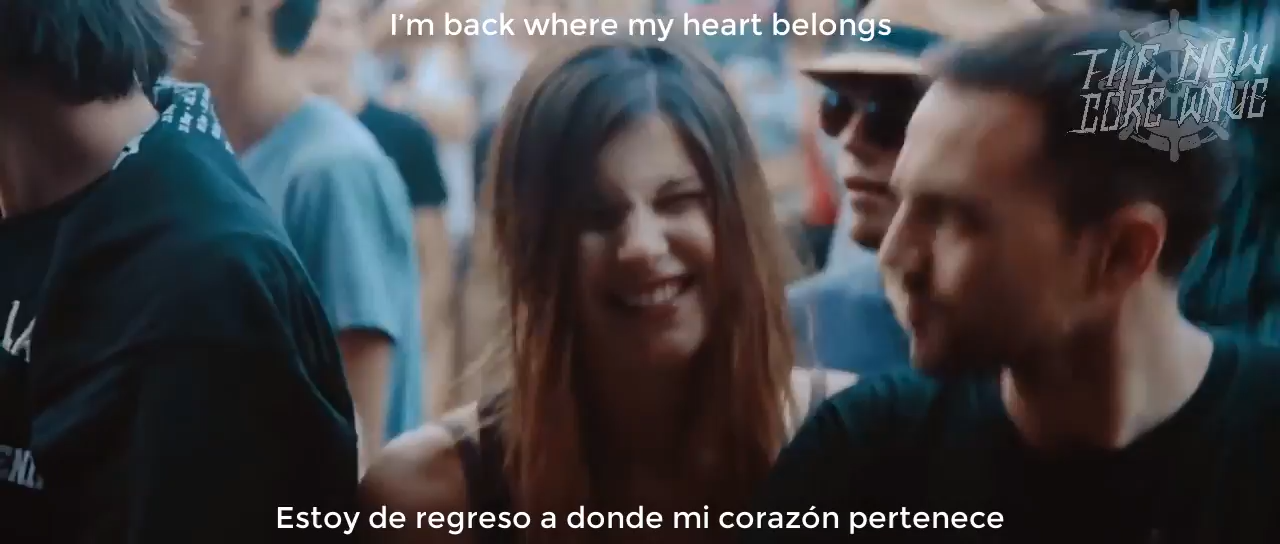 I’m back where my heart belongs
THE NEW
CORE WAVE
Estoy de regreso a donde mi corazón pertenece